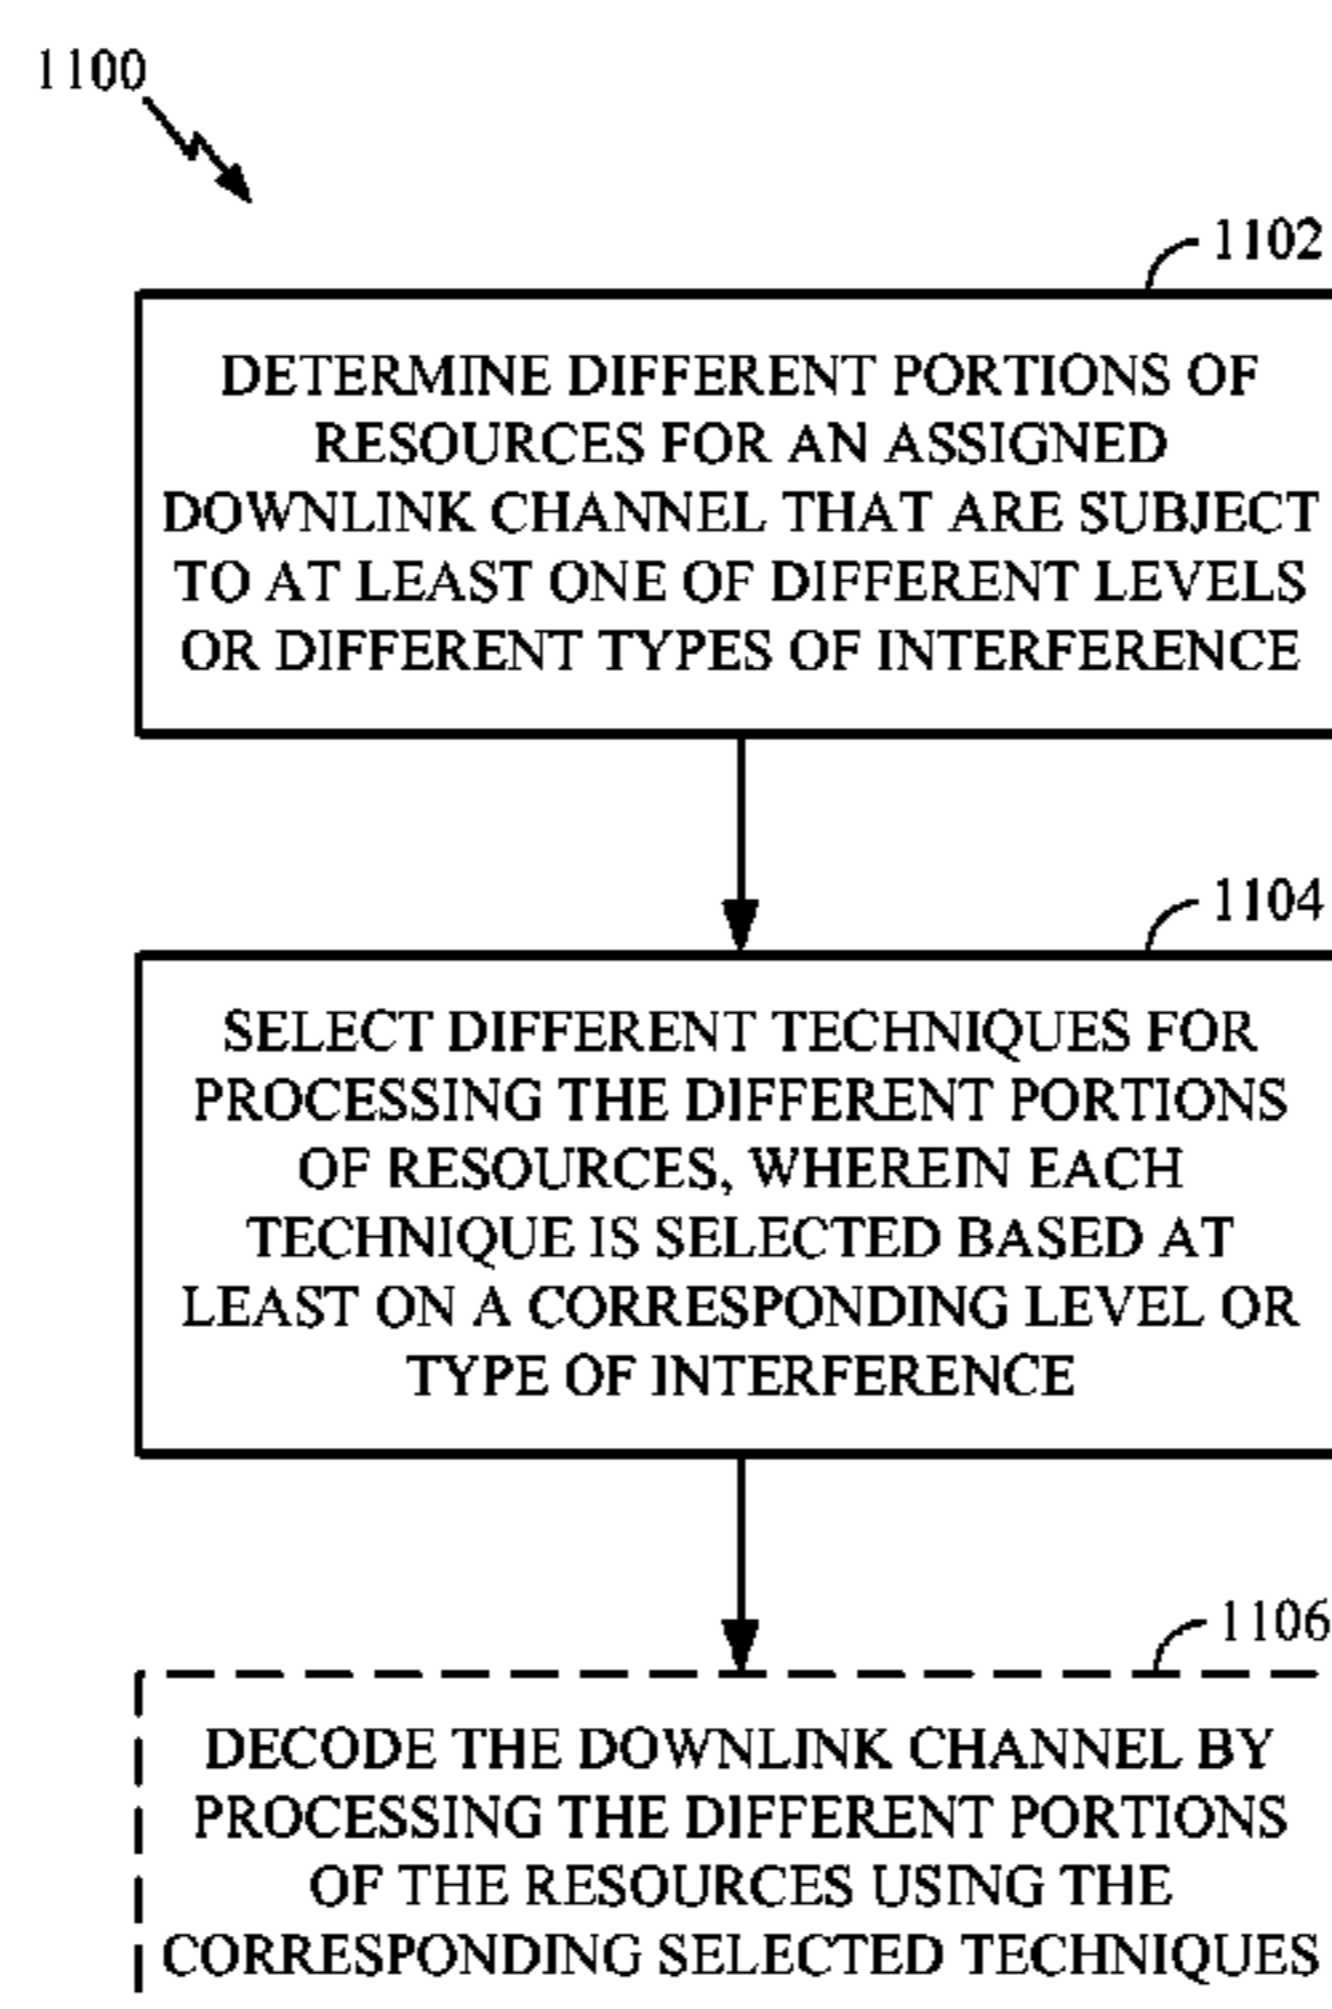 1100
1102
DETERMINE DIFFERENT PORTIONS OF
RESOURCES FOR AN ASSIGNED
DOWNLINK CHANNEL THAT ARE SUBJECT
TO AT LEAST ONE OF DIFFERENT LEVELS
OR DIFFERENT TYPES OF INTERFERENCE
1104
SELECT DIFFERENT TECHNIQUES FOR
PROCESSING THE DIFFERENT PORTIONS
OF RESOURCES, WHEREIN EACH
TECHNIQUE IS SELECTED BASED AT
LEAST ON A CORRESPONDING LEVEL OR
TYPE OF INTERFERENCE
1106
DECODE THE DOWNLINK CHANNEL BY
PROCESSING THE DIFFERENT PORTIONS
OF THE RESOURCES USING THE
CORRESPONDING SELECTED TECHNIQUES